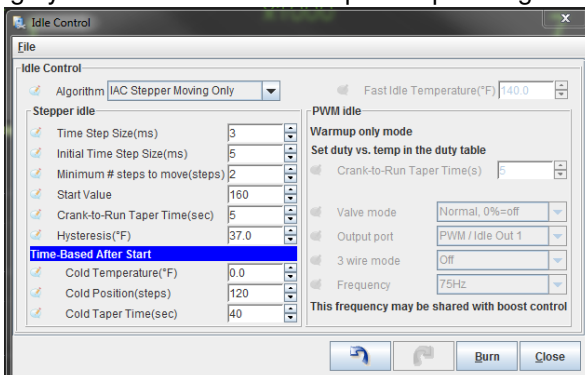 Idle Control
x
File
Idle Control
Algorithm IAC Stepper Moving Only
Fast Idle Temperature(°F) 140.0
Stepper idle
Time Step Size(ms) 3
Initial Time Step Size(ms) 5
Minimum # steps to move(steps) 2
Start Value 160
Crank-to-Run Taper Time(sec) 5
Hysteresis(°F) 37.0
Time-Based After Start
Cold Temperature(°F) 0.0
Cold Position(steps) 120
Cold Taper Time(sec) 40
PWM idle
Warmup only mode
Set duty vs. temp in the duty table
Crank-to-Run Taper Time(s) 5
Valve mode Normal, 0%=off
Output port PWM / Idle Out 1
3 wire mode Off
Frequency 75Hz
This frequency may be shared with boost control
Burn
Close